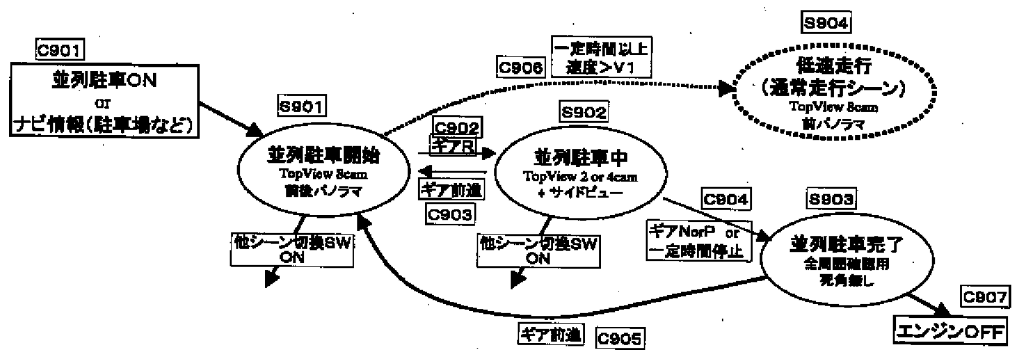 C901
並列駐車ON
or
ナビ情報(駐車場など)
S901
並列駐車開始
TopView 8cam
前後パノラマ
C906
一定時間以上
速度>V1
S904
低速走行
(通常走行シーン)
TopView 8cam
前パノラマ
C902
ギアR
ギア前進
C903
S902
並列駐車中
TopView 2 or 4cam
+ サイドビュー
C904
ギアNorP or
一定時間停止
S903
並列駐車完了
全周囲確認用
死角無し
他シーン切換SW
ON
他シーン切換SW
ON
ギア前進
C905
C907
エンジンOFF